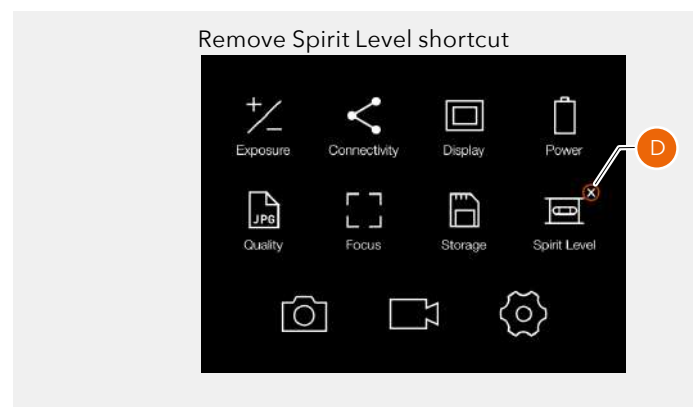 Remove Spirit Level shortcut
Exposure Connectivity Display Power
D
JPG
Quality Focus Storage Spirit Level